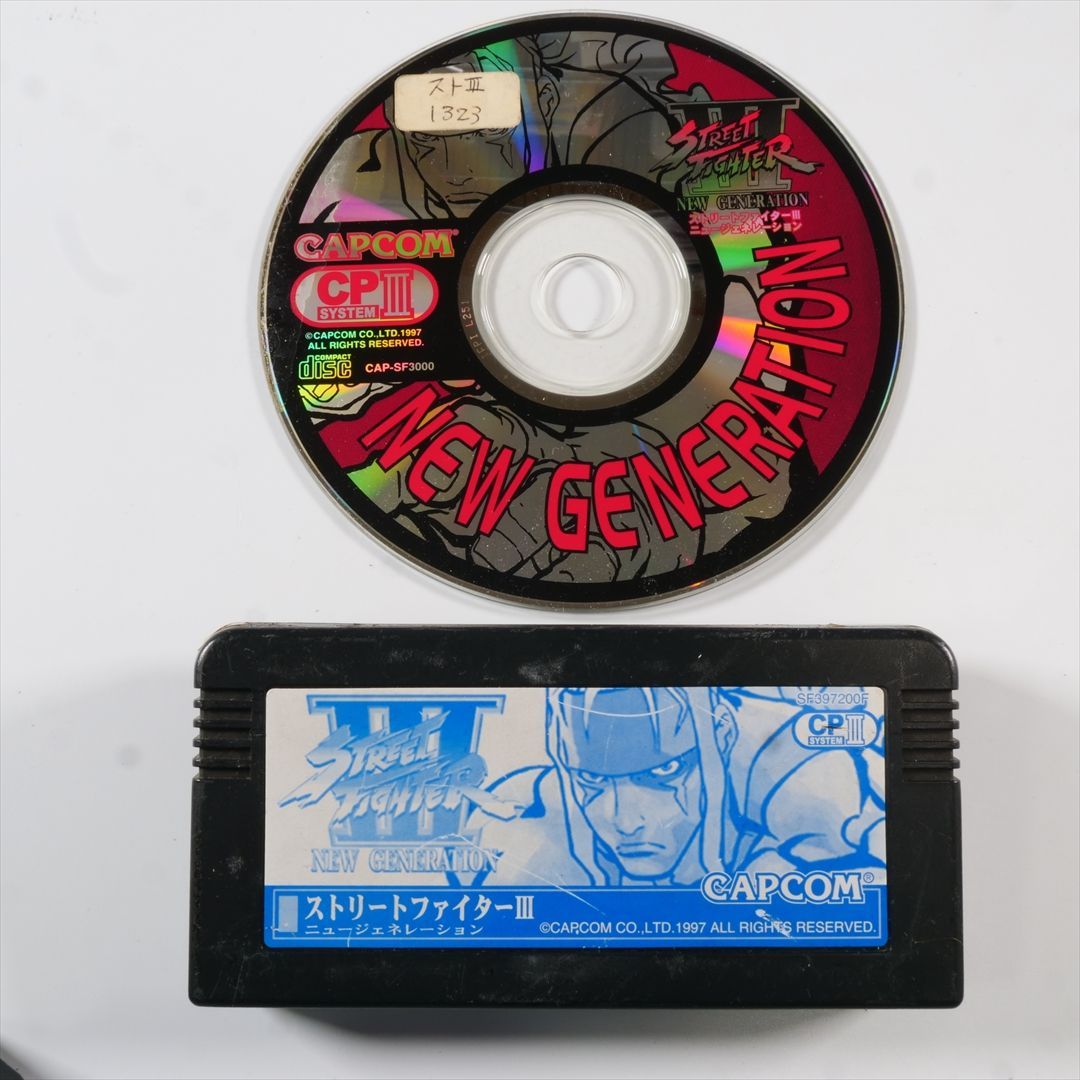 ストIII
1323
III
STREET
FIGHTER
NEW GENERATION
ストリートファイターIII
ニュージェネレーション
CAPCOM®
CP III
SYSTEM
©CAPCOM CO.,LTD.1997
ALL RIGHTS RESERVED.
COMPACT
disc
CAP-SF3000
IFPI L251
NEW GENERATION
SF397200F
CP III
SYSTEM
III
STREET
FIGHTER
NEW GENERATION
CAPCOM®
ストリートファイターIII
ニュージェネレーション
©CAPCOM CO.,LTD.1997 ALL RIGHTS RESERVED.